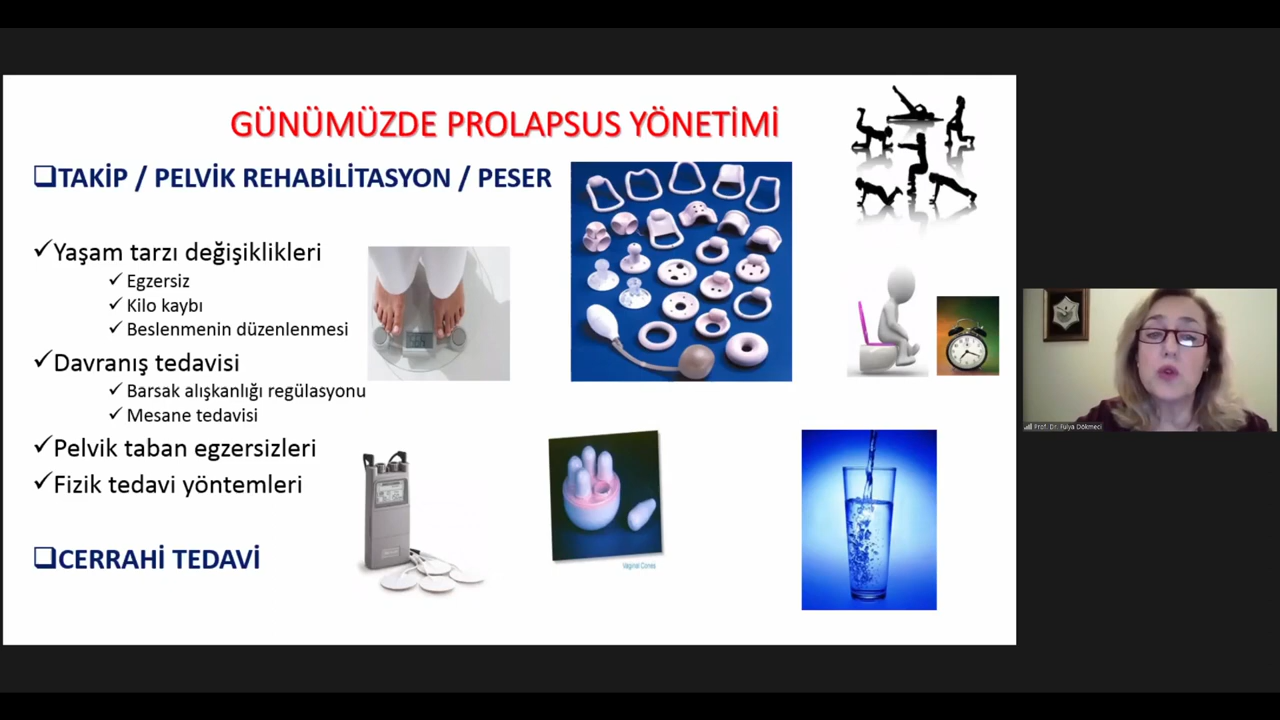 GÜNÜMÜZDE PROLAPSUS YÖNETİMİ
TAKİP / PELVİK REHABİLİTASYON / PESER
Yaşam tarzı değişiklikleri
Egzersiz
Kilo kaybı
Beslenmenin düzenlenmesi
Davranış tedavisi
Barsak alışkanlığı regülasyonu
Mesane tedavisi
Pelvik taban egzersizleri
Fizik tedavi yöntemleri
CERRAHİ TEDAVİ
Vaginal Cones
Prof. Dr. Fulya Dökmeci